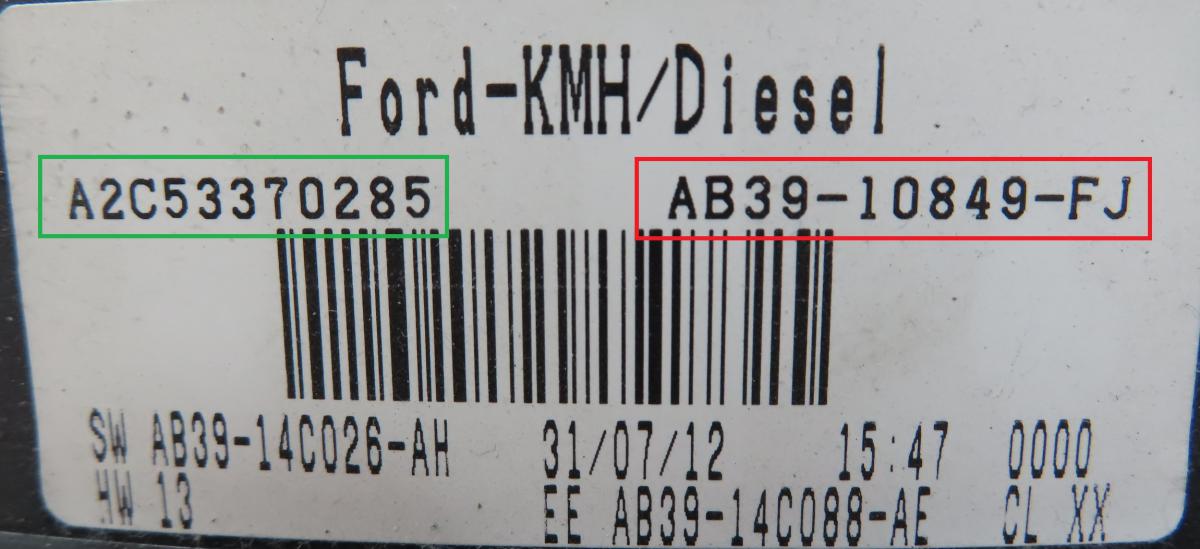 Ford-KMH/Diesel
A2C53370285 AB39-10849-FJ
SW AB39-14C026-AH 31/07/12 15:47 0000
HW 13 EE AB39-14C088-AE CL XX